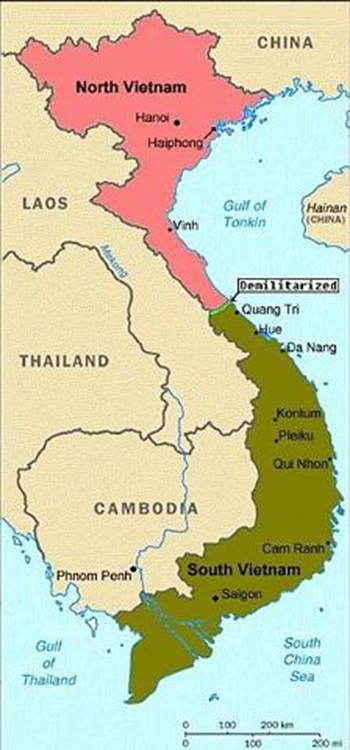 CHINA
North Vietnam
Hanoi
Haiphong
LAOS
Gulf of
Tonkin
Hainan
(CHINA)
Vinh
Mekong
Demilitarized
Quang Tri
Hue
Da Nang
THAILAND
Kontum
Pleiku
Qui Nhon
CAMBODIA
Cam Ranh
Phnom Penh
South Vietnam
Saigon
Gulf
of
Thailand
South
China
Sea
0 100 200 km
0 100 200 mi